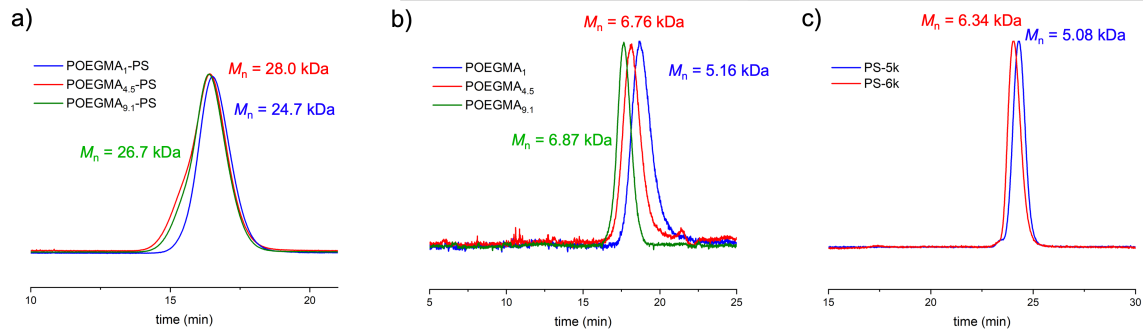 a)
POEGMA₁-PS
POEGMA₄.₅-PS
POEGMA₉.₁-PS
Mn = 28.0 kDa
Mn = 24.7 kDa
Mn = 26.7 kDa
10 15 20
time (min)
b)
Mn = 6.76 kDa
POEGMA₁
POEGMA₄.₅
POEGMA₉.₁
Mn = 5.16 kDa
Mn = 6.87 kDa
5 10 15 20 25
time (min)
c)
Mn = 6.34 kDa
Mn = 5.08 kDa
PS-5k
PS-6k
15 20 25 30
time (min)